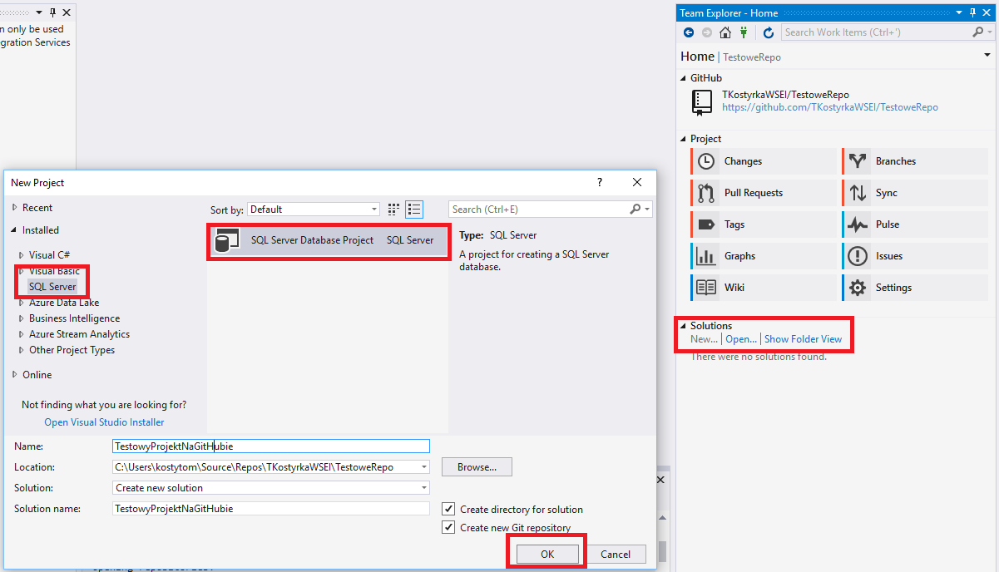 n only be used
gration Services
Team Explorer - Home
Search Work Items (Ctrl+')
Home | TestoweRepo
GitHub
TKostyrkaWSEI/TestoweRepo
https://github.com/TKostyrkaWSEI/TestoweRepo
Project
Changes
Branches
Pull Requests
Sync
Tags
Pulse
Graphs
Issues
Wiki
Settings
Solutions
New... | Open... | Show Folder View
There were no solutions found.
New Project
?
Recent
Installed
Visual C#
Visual Basic
SQL Server
Azure Data Lake
Business Intelligence
Azure Stream Analytics
Other Project Types
Online
Not finding what you are looking for?
Open Visual Studio Installer
Sort by: Default
Search (Ctrl+E)
SQL Server Database Project SQL Server
Type: SQL Server
A project for creating a SQL Server
database.
Name: TestowyProjektNaGitHubie
Location: C:\Users\kostytom\Source\Repos\TKostyrkaWSEI\TestoweRepo
Browse...
Solution: Create new solution
Solution name: TestowyProjektNaGitHubie
Create directory for solution
Create new Git repository
OK
Cancel